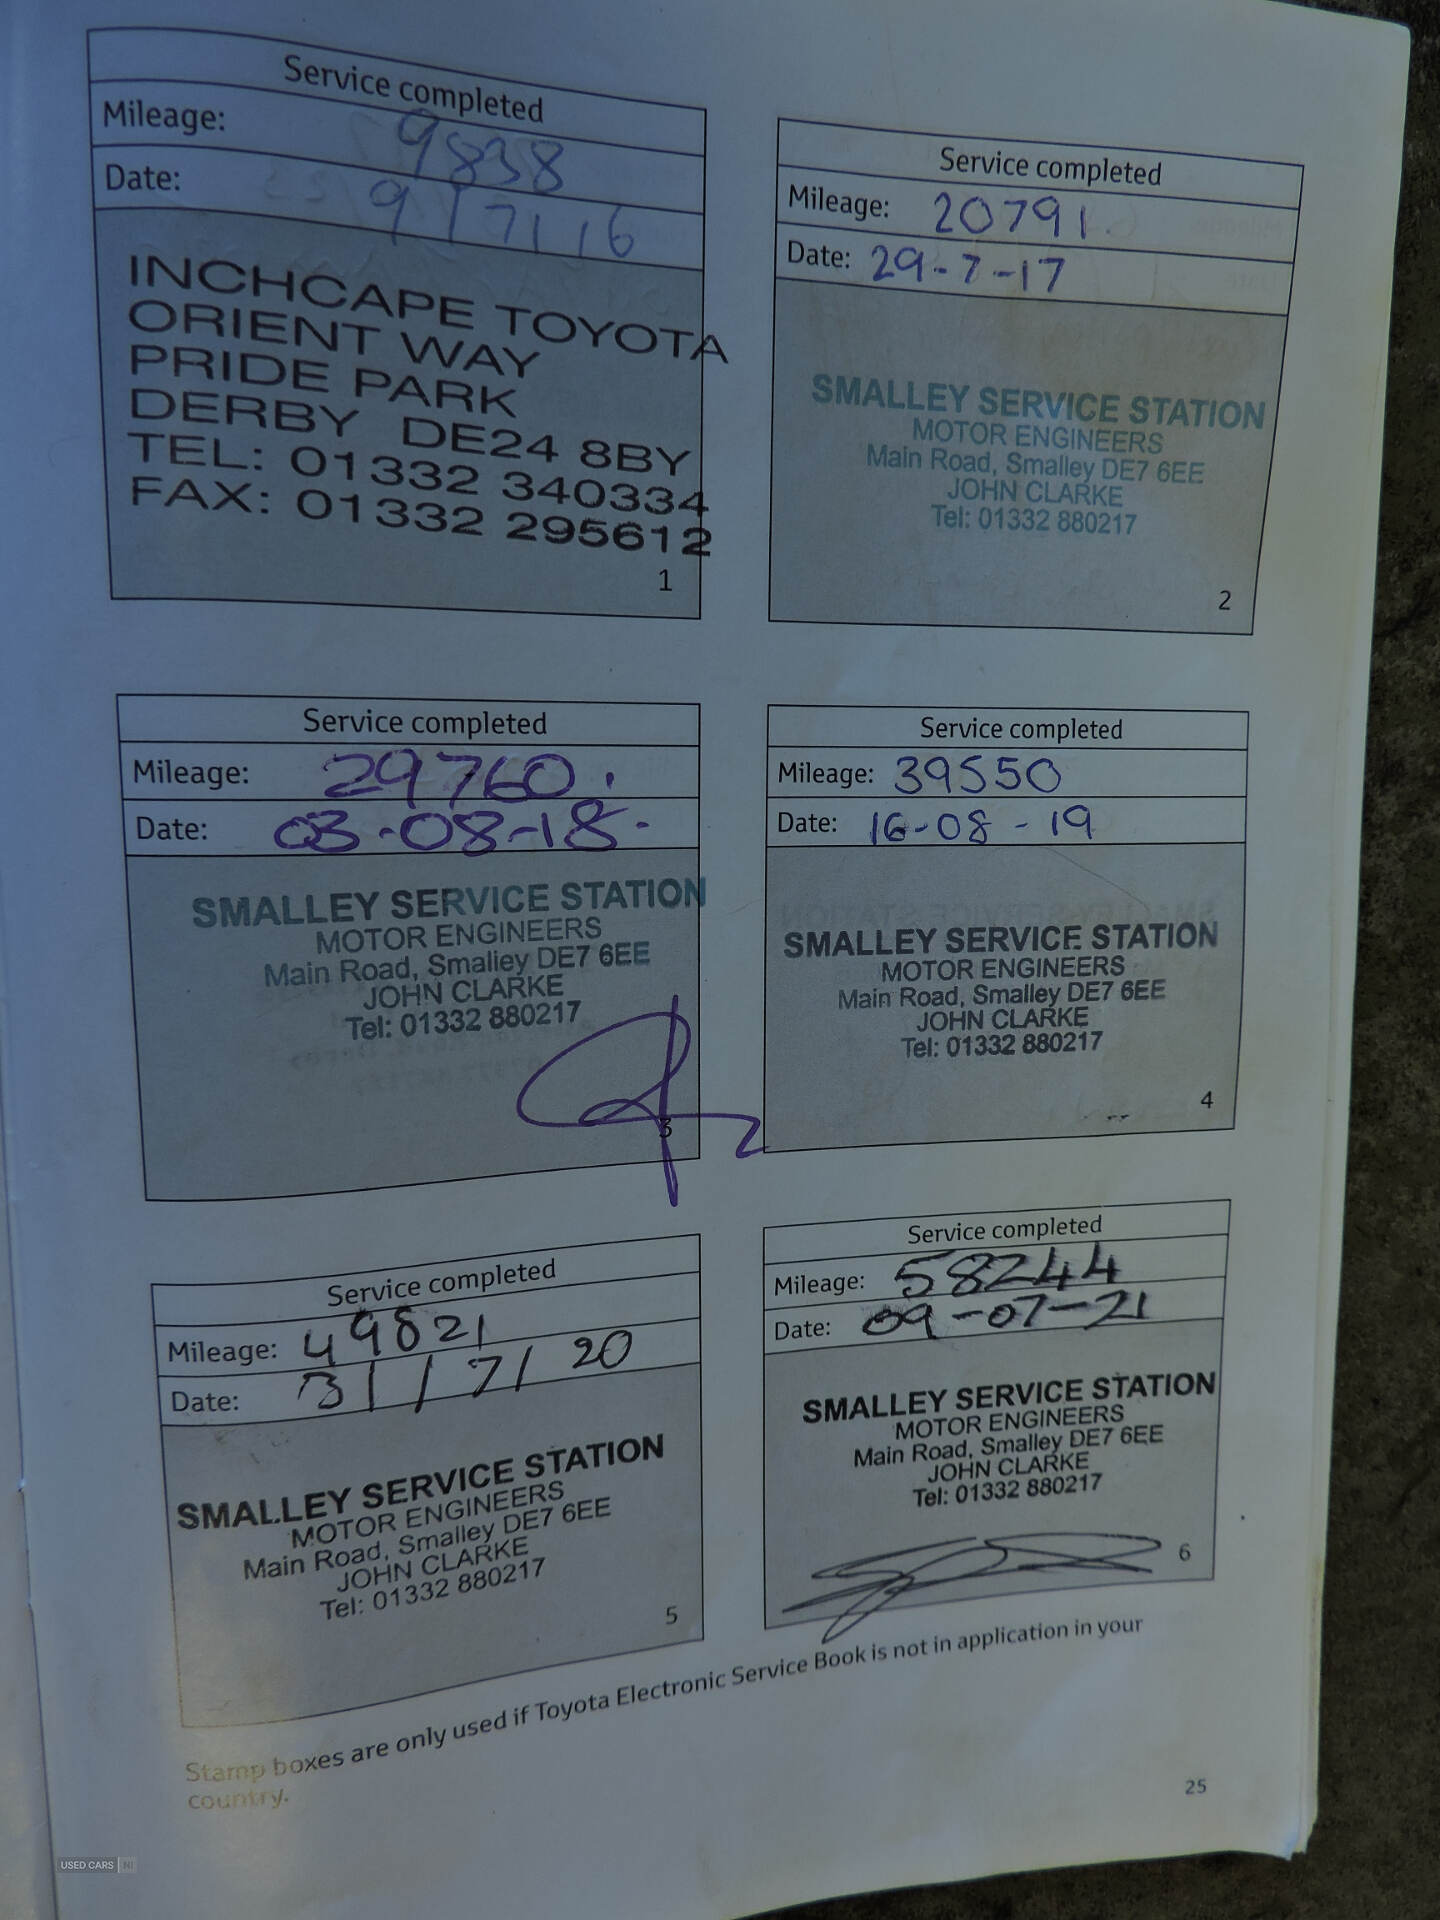 Service completed
Mileage: 9838
Date: 9/7/16
INCHCAPE TOYOTA
ORIENT WAY
PRIDE PARK
DERBY DE24 8BY
TEL: 01332 340334
FAX: 01332 295612
1
Service completed
Mileage: 20791.
Date: 29-7-17
SMALLEY SERVICE STATION
MOTOR ENGINEERS
Main Road, Smalley DE7 6EE
JOHN CLARKE
Tel: 01332 880217
2
Service completed
Mileage: 29760.
Date: 03-08-18-
SMALLEY SERVICE STATION
MOTOR ENGINEERS
Main Road, Smalley DE7 6EE
JOHN CLARKE
Tel: 01332 880217
3
Service completed
Mileage: 39550
Date: 16-08-19
SMALLEY SERVICE STATION
MOTOR ENGINEERS
Main Road, Smalley DE7 6EE
JOHN CLARKE
Tel: 01332 880217
4
Service completed
Mileage: 49821
Date: 31/7/20
SMALLEY SERVICE STATION
MOTOR ENGINEERS
Main Road, Smalley DE7 6EE
JOHN CLARKE
Tel: 01332 880217
5
Service completed
Mileage: 58244
Date: 09-07-21
SMALLEY SERVICE STATION
MOTOR ENGINEERS
Main Road, Smalley DE7 6EE
JOHN CLARKE
Tel: 01332 880217
6
Stamp boxes are only used if Toyota Electronic Service Book is not in application in your
country.
25
USED CARS NI